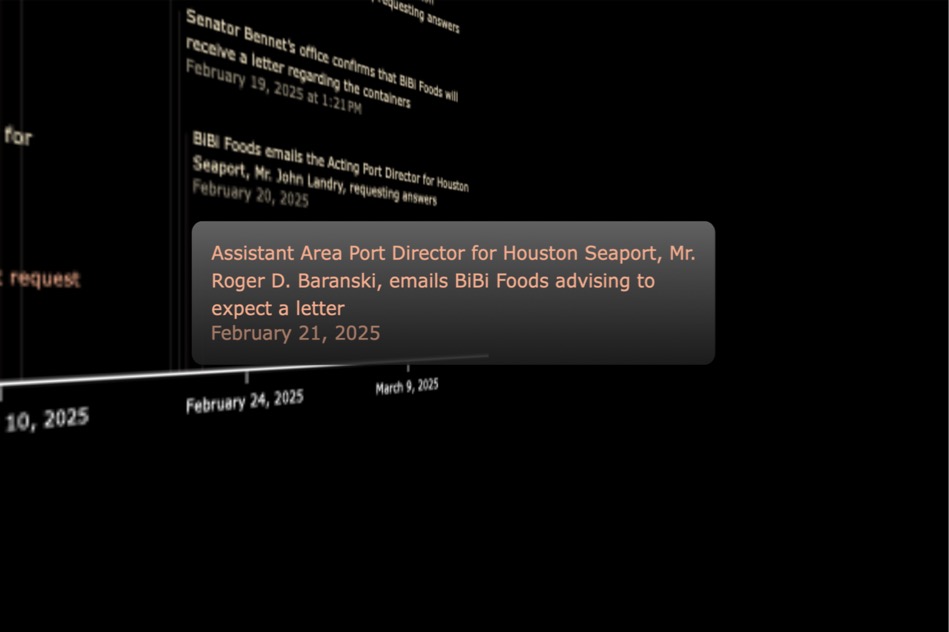 requesting answers
Senator Bennet's office confirms that BiBi Foods will
receive a letter regarding the containers
February 19, 2025 at 1:21PM
for
BiBi Foods emails the Acting Port Director for Houston
Seaport, Mr. John Landry, requesting answers
February 20, 2025
Assistant Area Port Director for Houston Seaport, Mr.
request
Roger D. Baranski, emails BiBi Foods advising to
expect a letter
February 21, 2025
10, 2025
February 24, 2025
March 9, 2025